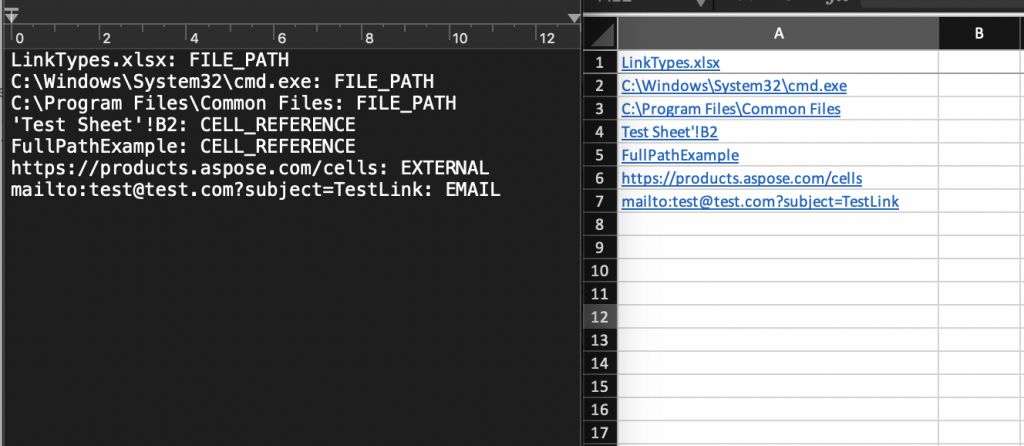 0 2 4 6 8 10 12
LinkTypes.xlsx: FILE_PATH
C:\Windows\System32\cmd.exe: FILE_PATH
C:\Program Files\Common Files: FILE_PATH
'Test Sheet'!B2: CELL_REFERENCE
FullPathExample: CELL_REFERENCE
https://products.aspose.com/cells: EXTERNAL
mailto:test@test.com?subject=TestLink: EMAIL
A B
1 LinkTypes.xlsx
2 C:\Windows\System32\cmd.exe
3 C:\Program Files\Common Files
4 Test Sheet'!B2
5 FullPathExample
6 https://products.aspose.com/cells
7 mailto:test@test.com?subject=TestLink
8
9
10
11
12
13
14
15
16
17